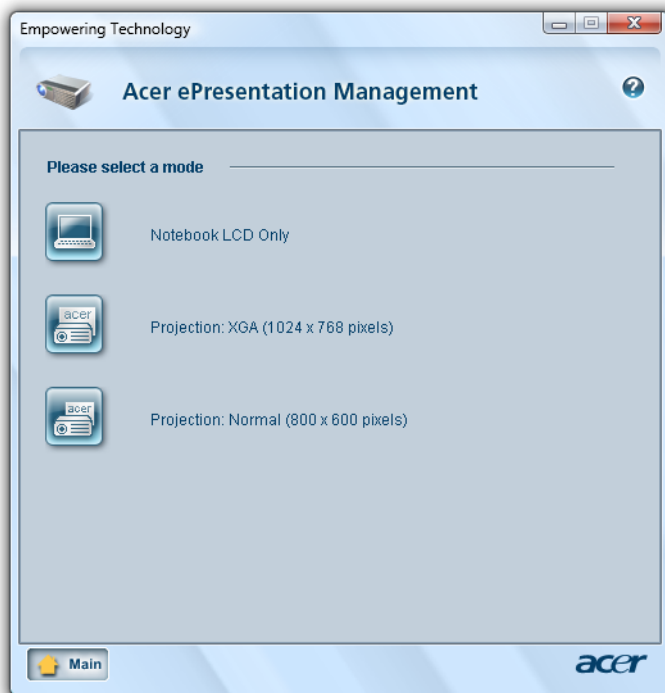 Empowering Technology
Acer ePresentation Management
?
Please select a mode
Notebook LCD Only
acer
Projection: XGA (1024 x 768 pixels)
acer
Projection: Normal (800 x 600 pixels)
Main
acer